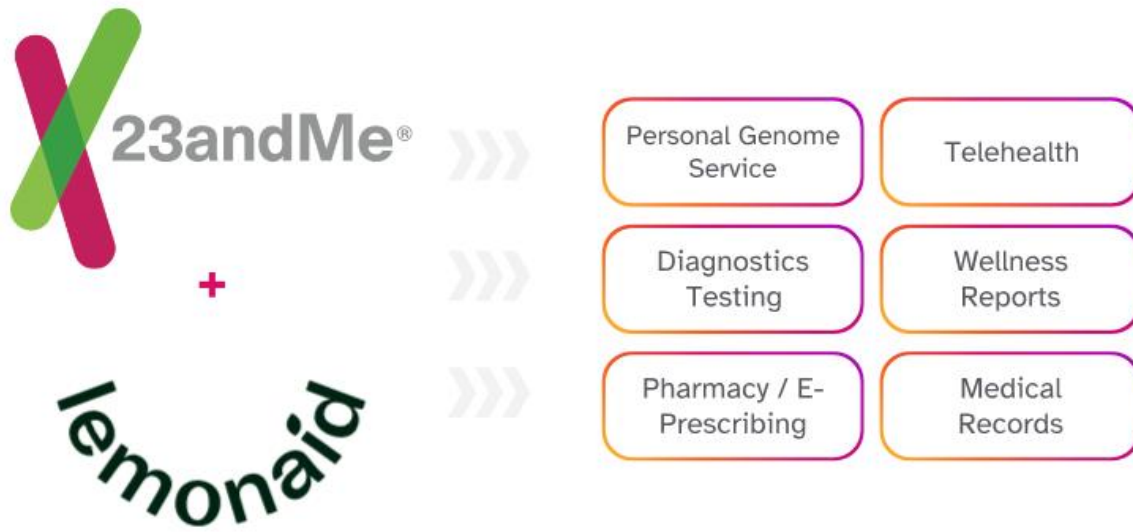 23andMe®
+
lemonaid
Personal Genome
Service
Telehealth
Diagnostics
Testing
Wellness
Reports
Pharmacy / E-
Prescribing
Medical
Records